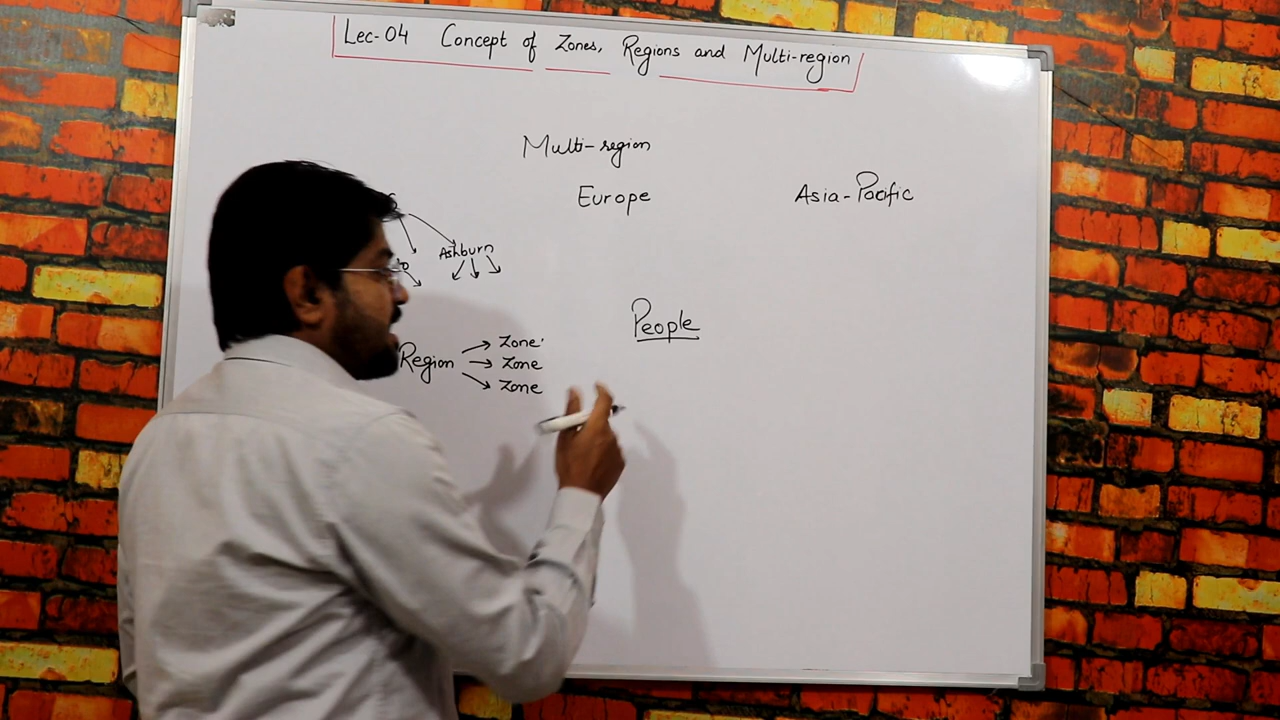 Lec-04 Concept of Zones, Regions and Multi-region
Multi-region
Europe Asia-Pacific
Ashburn
People
Region Zone
Zone
Zone